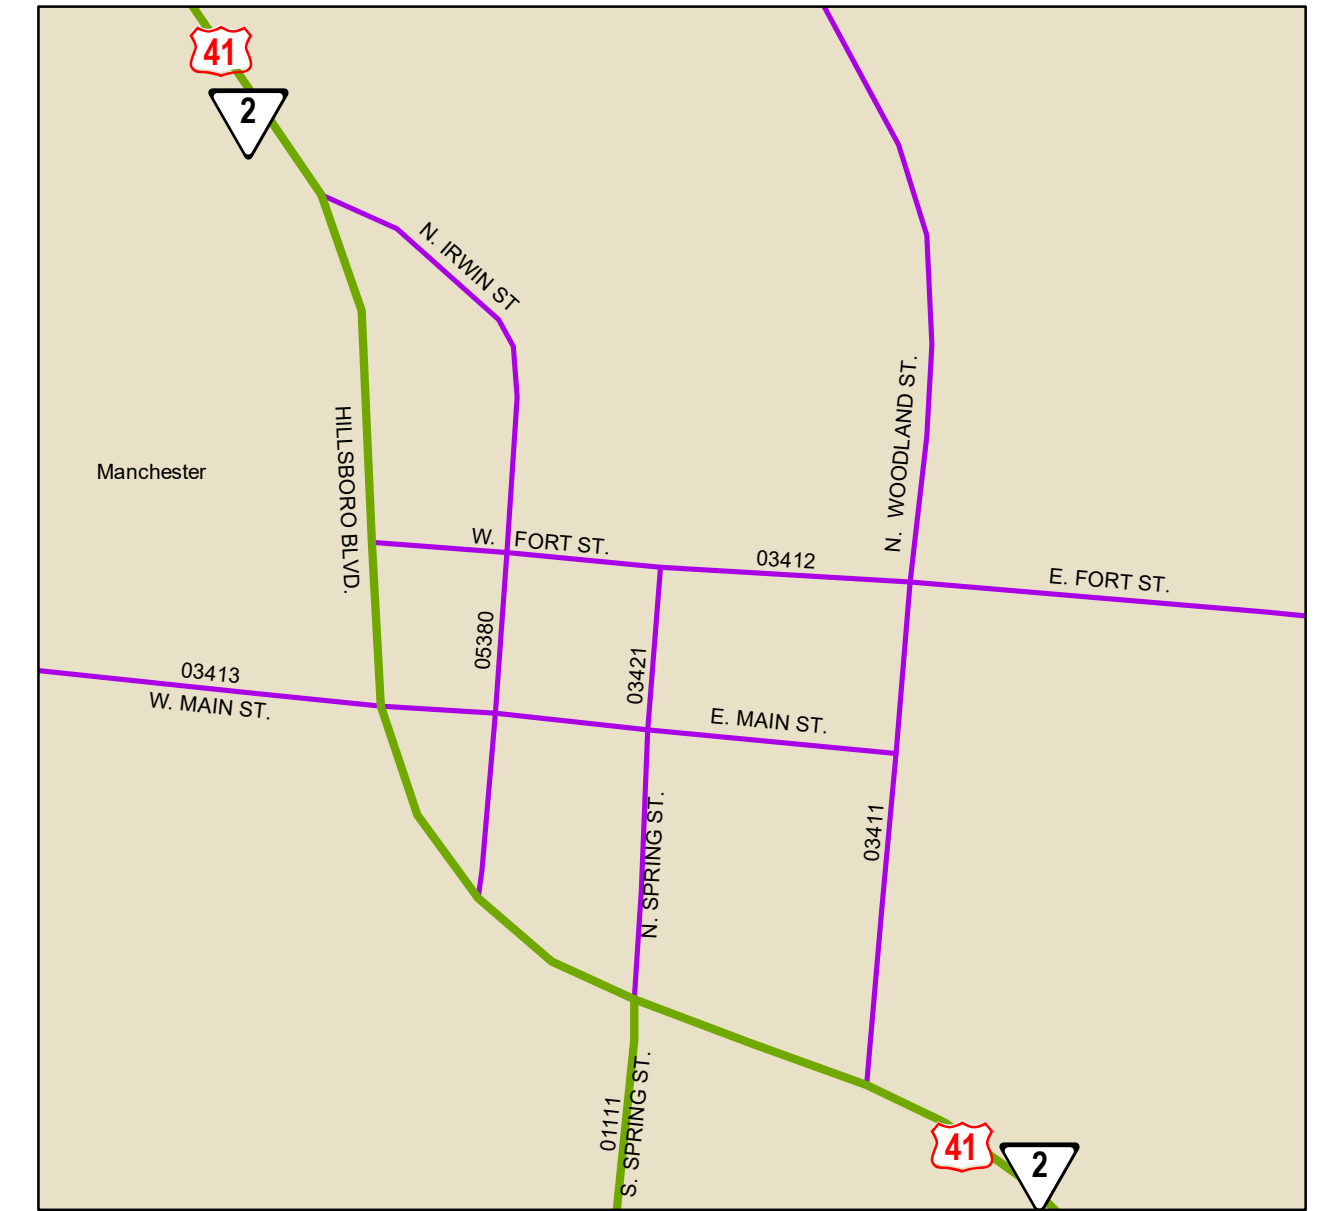 41
2
N. IRWIN ST
N. WOODLAND ST.
HILLSBORO BLVD.
Manchester
W. FORT ST.
03412
E. FORT ST.
05380
03421
03413
W. MAIN ST.
E. MAIN ST.
N. SPRING ST.
03411
01111
S. SPRING ST.
41
2